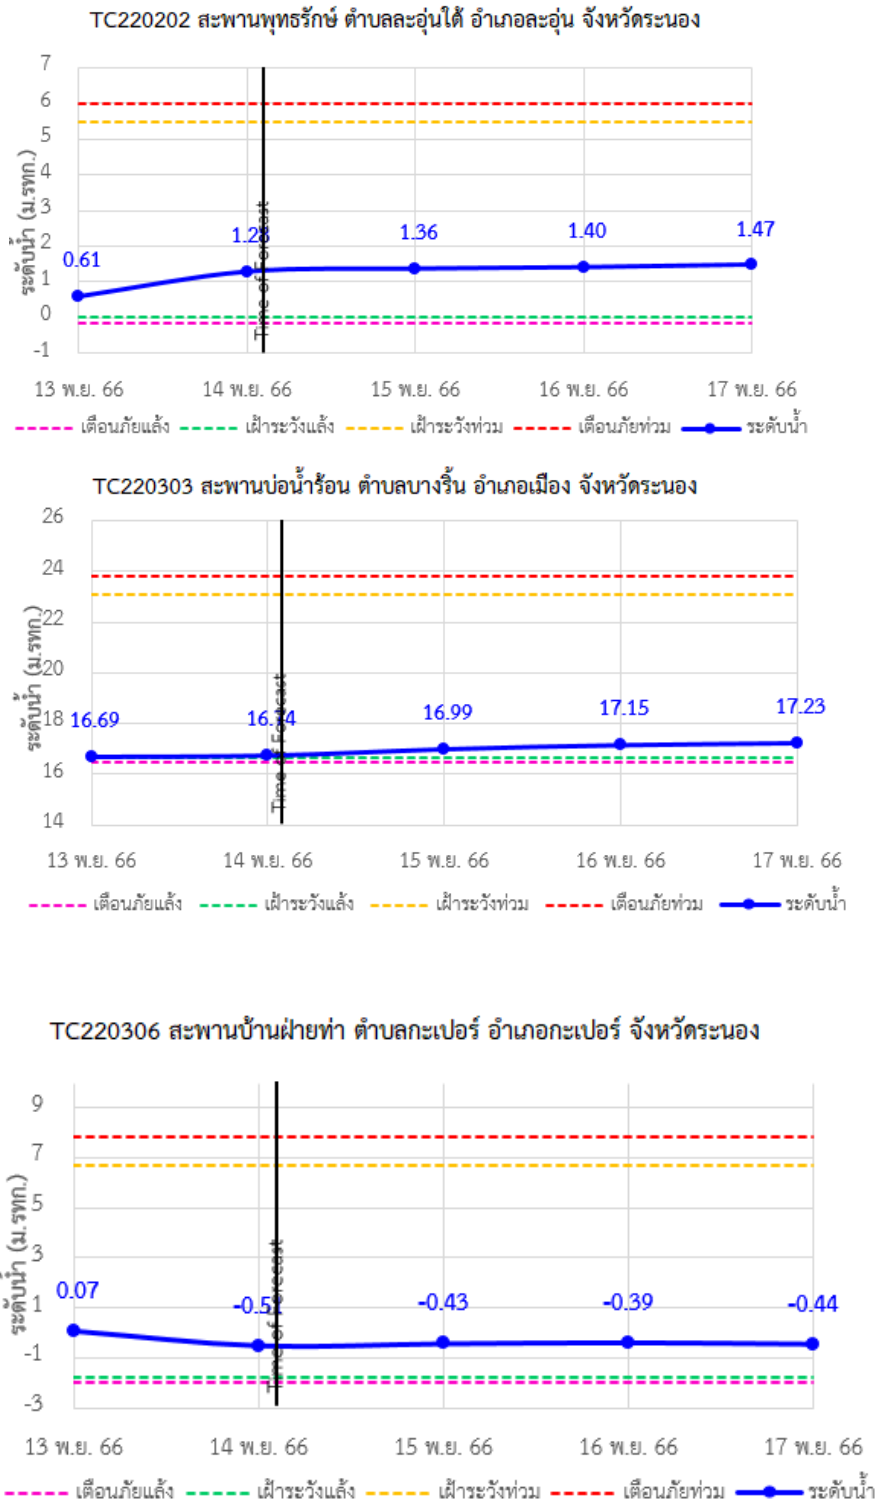 TC220202 สะพานพุทธรักษ์ ตำบลละอุ่นใต้ อำเภอละอุ่น จังหวัดระนอง
7
6
5
4
3
2
1
0
-1
ระดับน้ำ (ม.รทก.)
0.61
1.36
1.40
1.47
Time of Forecast
13 พ.ย. 66
14 พ.ย. 66
15 พ.ย. 66
16 พ.ย. 66
17 พ.ย. 66
เตือนภัยแล้ง เฝ้าระวังแล้ง เฝ้าระวังท่วม เตือนภัยท่วม ระดับน้ำ
TC220303 สะพานบ่อน้ำร้อน ตำบลบางริ้น อำเภอเมือง จังหวัดระนอง
26
24
22
20
18
16
14
ระดับน้ำ (ม.รทก.)
16.69
16.74
16.99
17.15
17.23
Time of Forecast
13 พ.ย. 66
14 พ.ย. 66
15 พ.ย. 66
16 พ.ย. 66
17 พ.ย. 66
เตือนภัยแล้ง เฝ้าระวังแล้ง เฝ้าระวังท่วม เตือนภัยท่วม ระดับน้ำ
TC220306 สะพานบ้านฝ่ายท่า ตำบลกะเปอร์ อำเภอกะเปอร์ จังหวัดระนอง
9
7
5
3
1
-1
-3
ระดับน้ำ (ม.รทก.)
0.07
-0.51
-0.43
-0.39
-0.44
Time of Forecast
13 พ.ย. 66
14 พ.ย. 66
15 พ.ย. 66
16 พ.ย. 66
17 พ.ย. 66
เตือนภัยแล้ง เฝ้าระวังแล้ง เฝ้าระวังท่วม เตือนภัยท่วม ระดับน้ำ